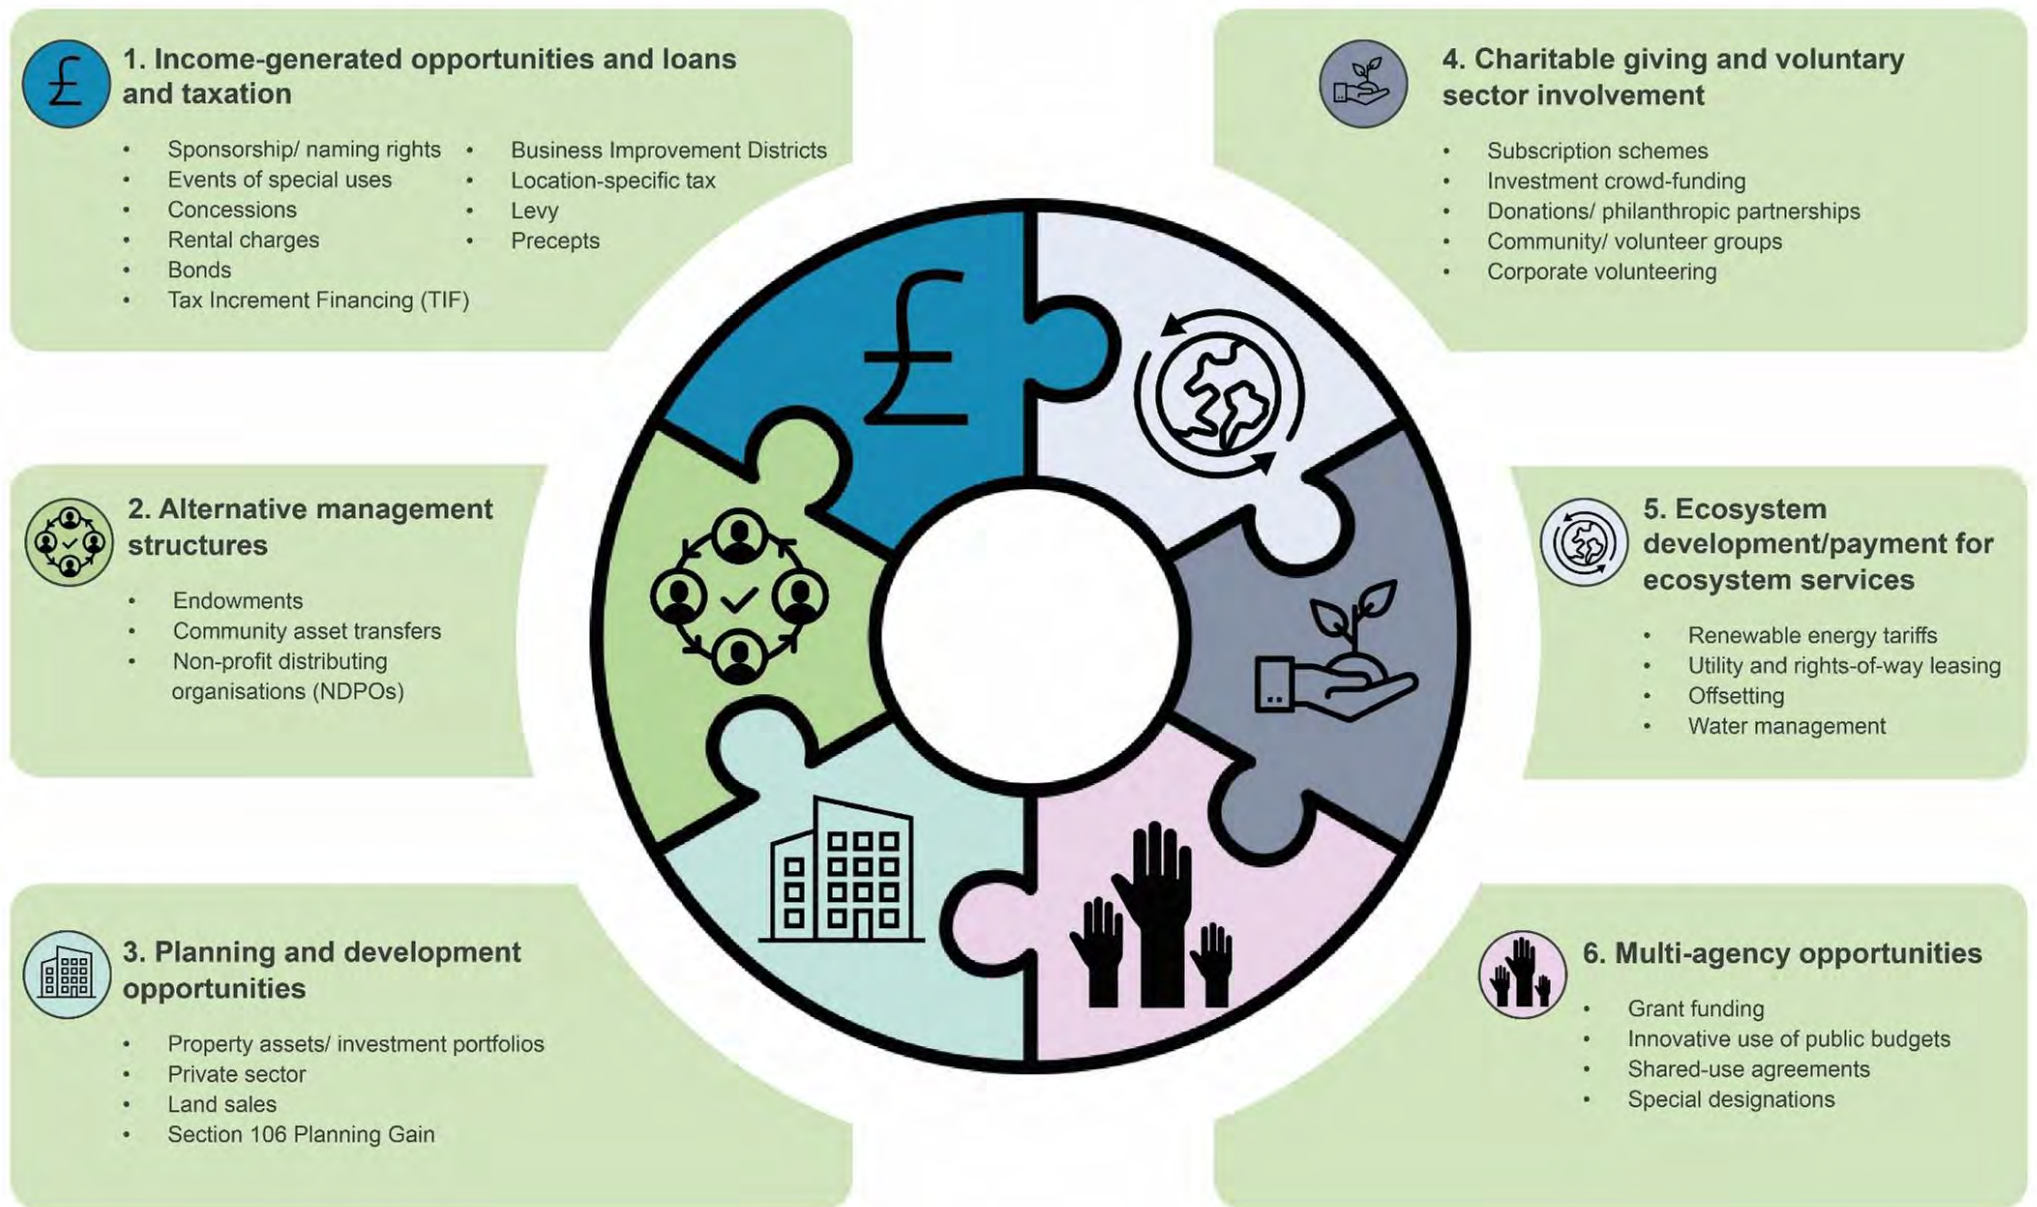 1. Income-generated opportunities and loans
and taxation
• Sponsorship/ naming rights
• Events of special uses
• Concessions
• Rental charges
• Bonds
• Tax Increment Financing (TIF)
• Business Improvement Districts
• Location-specific tax
• Levy
• Precepts
2. Alternative management
structures
• Endowments
• Community asset transfers
• Non-profit distributing
organisations (NDPOs)
3. Planning and development
opportunities
• Property assets/ investment portfolios
• Private sector
• Land sales
• Section 106 Planning Gain
4. Charitable giving and voluntary
sector involvement
• Subscription schemes
• Investment crowd-funding
• Donations/ philanthropic partnerships
• Community/ volunteer groups
• Corporate volunteering
5. Ecosystem
development/payment for
ecosystem services
• Renewable energy tariffs
• Utility and rights-of-way leasing
• Offsetting
• Water management
6. Multi-agency opportunities
• Grant funding
• Innovative use of public budgets
• Shared-use agreements
• Special designations